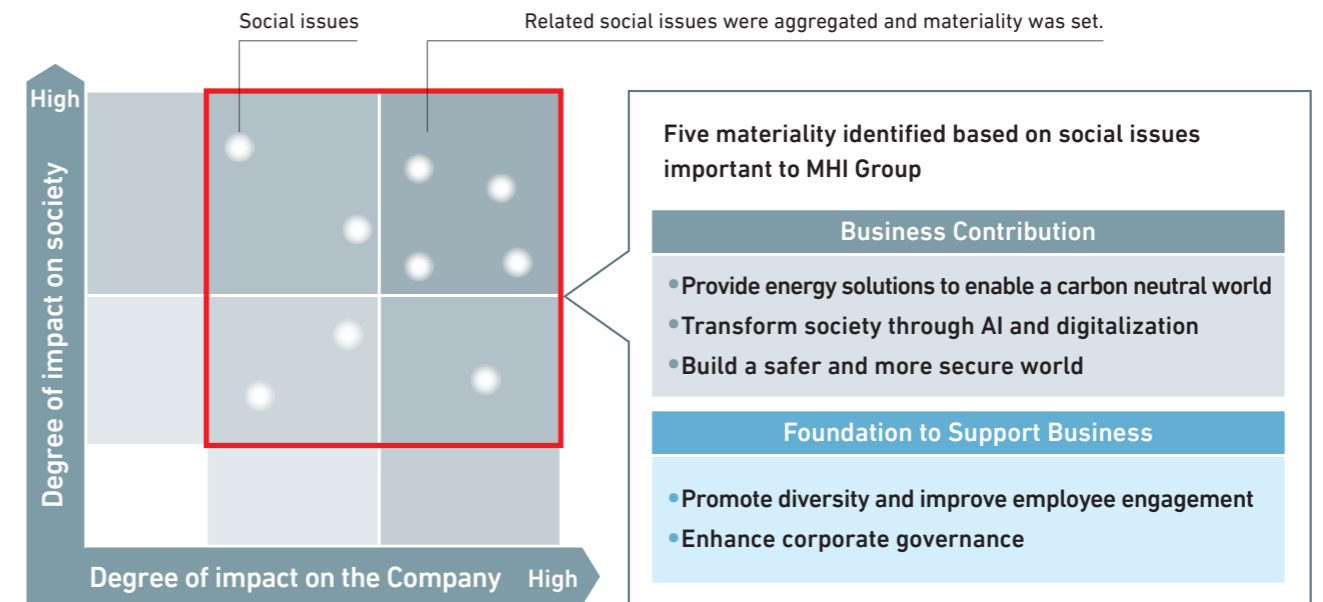 Social issues
Related social issues were aggregated and materiality was set.
High
Degree of impact on society
Degree of impact on the Company High
Five materiality identified based on social issues
important to MHI Group
Business Contribution
•Provide energy solutions to enable a carbon neutral world
•Transform society through AI and digitalization
•Build a safer and more secure world
Foundation to Support Business
•Promote diversity and improve employee engagement
•Enhance corporate governance